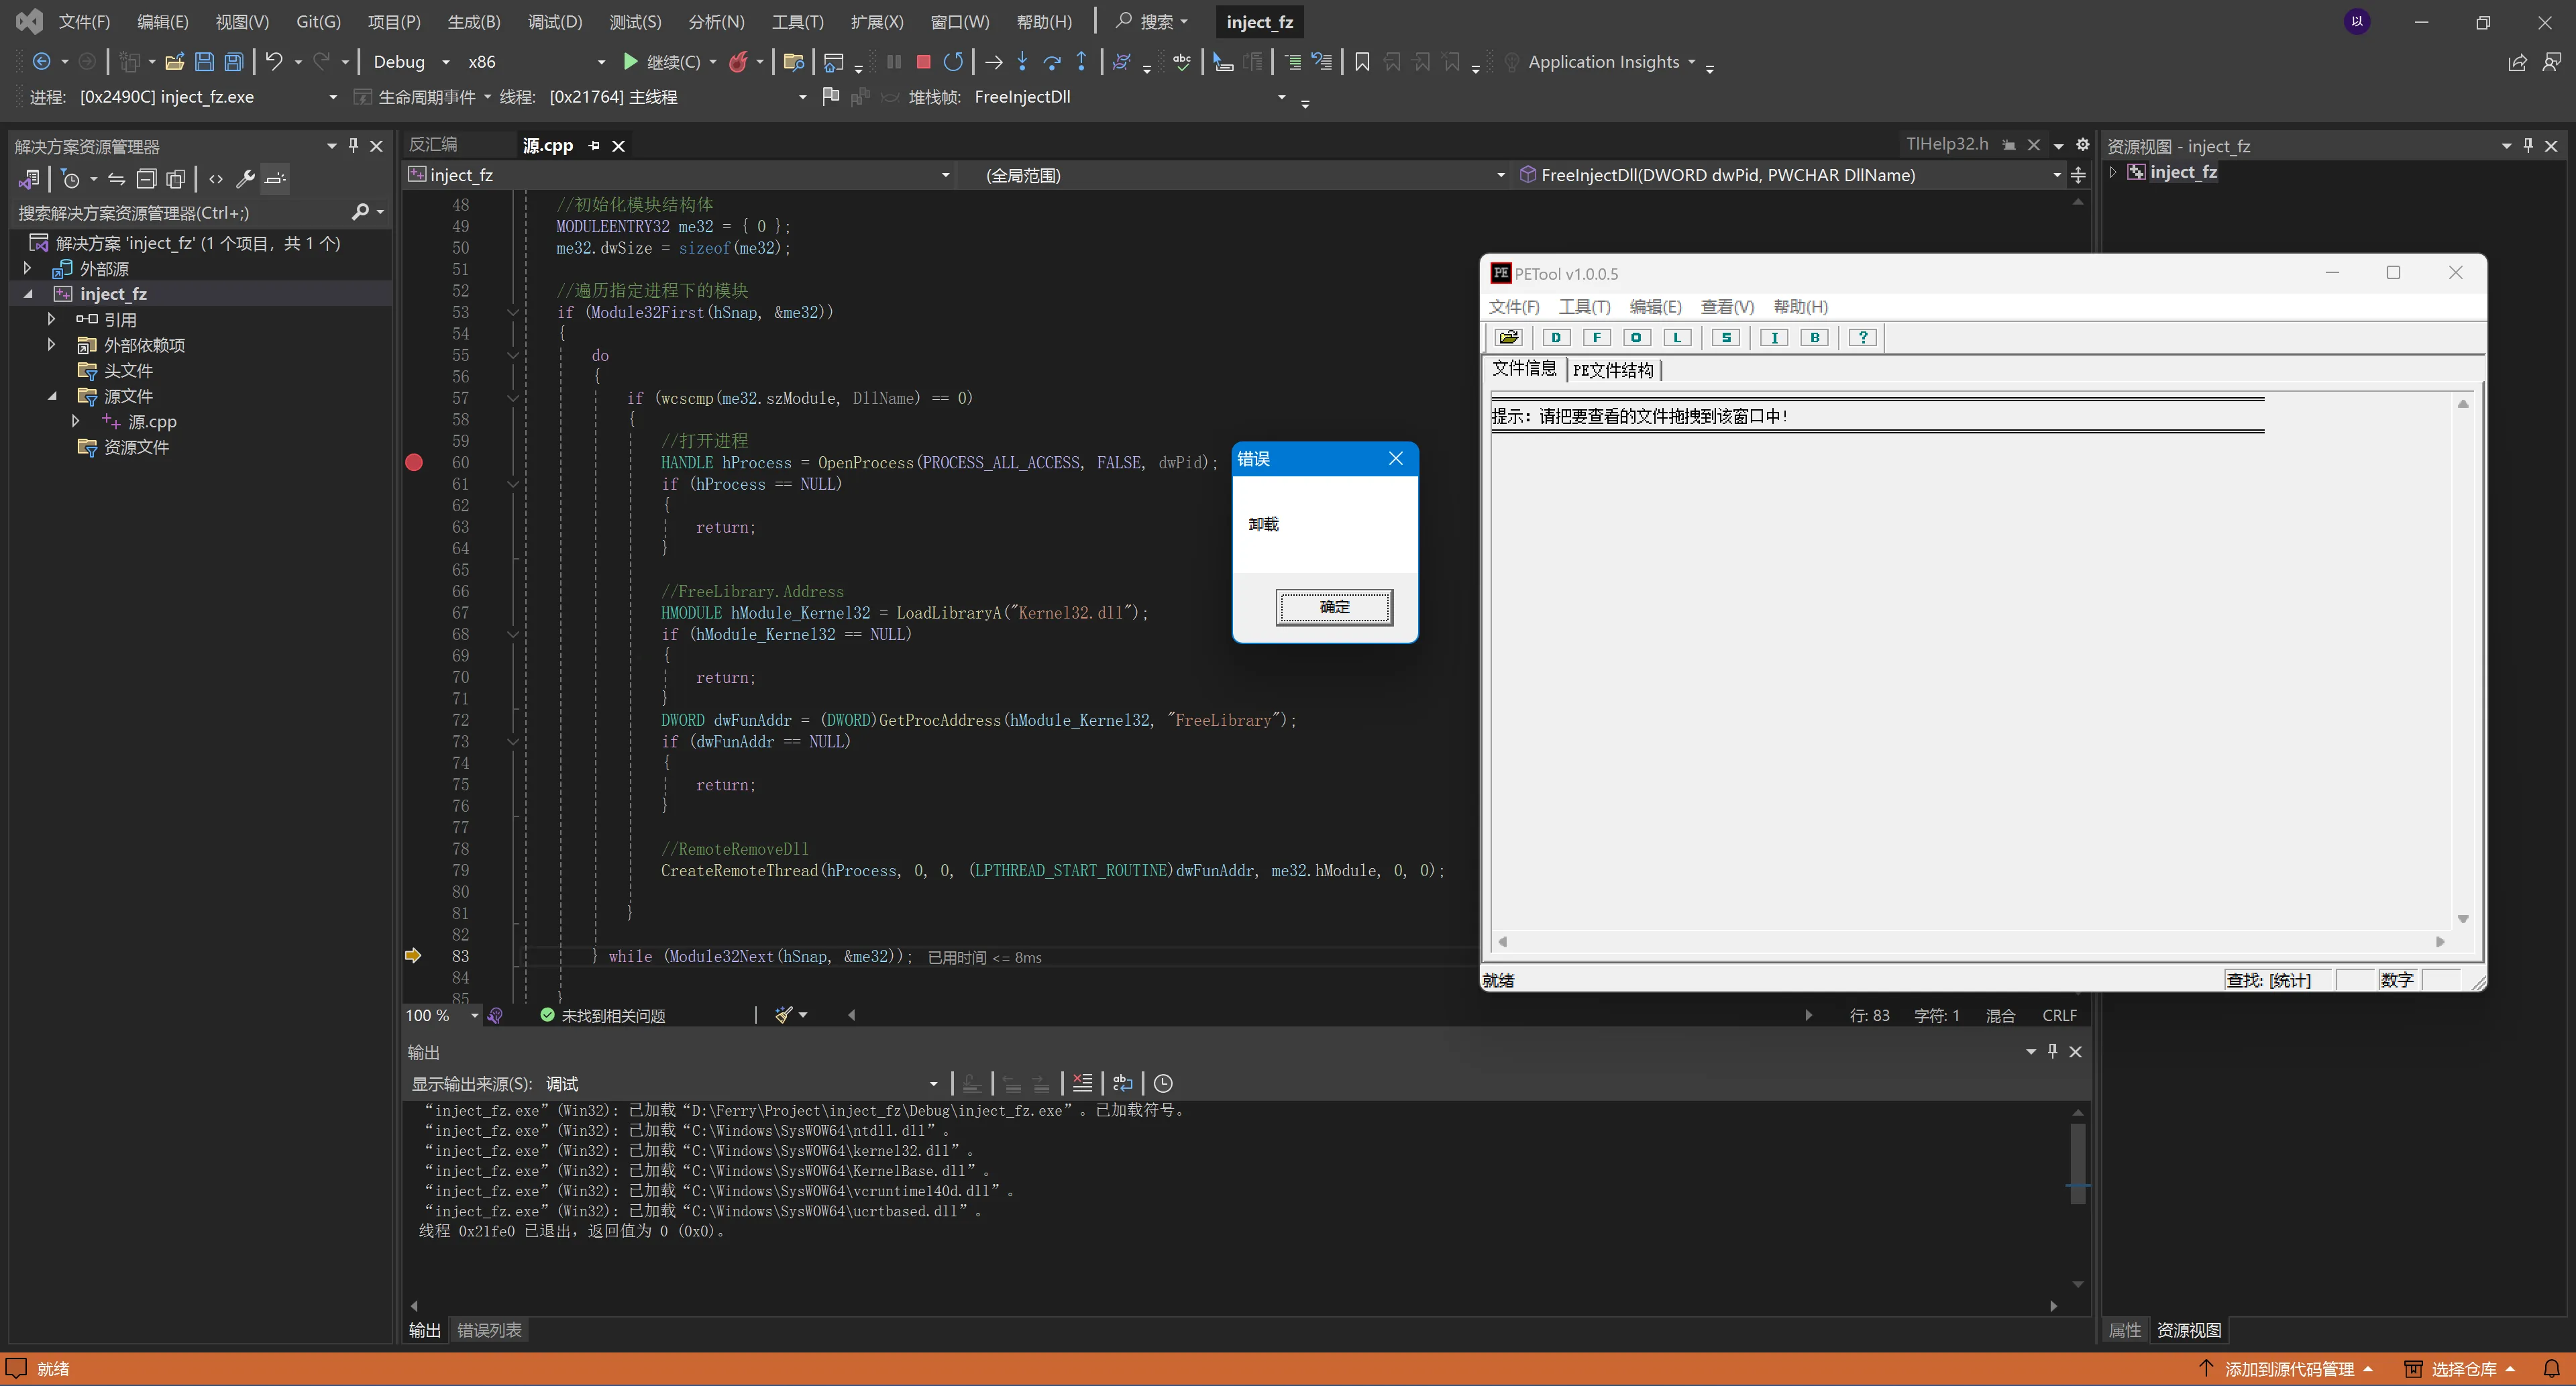 文件(F) 编辑(E) 视图(V) Git(G) 项目(P) 生成(B) 调试(D) 测试(S) 分析(N) 工具(T) 扩展(X) 窗口(W) 帮助(H) 搜索 inject_fz 以
Debug x86 继续(C) Application Insights
进程: [0x2490C] inject_fz.exe 生命周期事件 线程: [0x21764] 主线程 堆栈帧: FreeInjectDll
解决方案资源管理器
搜索解决方案资源管理器(Ctrl+;)
解决方案 'inject_fz' (1 个项目，共 1 个)
外部源
inject_fz
引用
外部依赖项
头文件
源文件
源.cpp
资源文件
反汇编 源.cpp TlHelp32.h
inject_fz (全局范围) FreeInjectDll(DWORD dwPid, PWCHAR DllName)
48 //初始化模块结构体
49 MODULEENTRY32 me32 = { 0 };
50 me32.dwSize = sizeof(me32);
51
52 //遍历指定进程下的模块
53 if (Module32First(hSnap, &me32))
54 {
55 do
56 {
57 if (wcscmp(me32.szModule, DllName) == 0)
58 {
59 //打开进程
60 HANDLE hProcess = OpenProcess(PROCESS_ALL_ACCESS, FALSE, dwPid);
61 if (hProcess == NULL)
62 {
63 return;
64 }
65
66 //FreeLibrary.Address
67 HMODULE hModule_Kernel32 = LoadLibraryA("Kernel32.dll");
68 if (hModule_Kernel32 == NULL)
69 {
70 return;
71 }
72 DWORD dwFunAddr = (DWORD)GetProcAddress(hModule_Kernel32, "FreeLibrary");
73 if (dwFunAddr == NULL)
74 {
75 return;
76 }
77
78 //RemoteRemoveDll
79 CreateRemoteThread(hProcess, 0, 0, (LPTHREAD_START_ROUTINE)dwFunAddr, me32.hModule, 0, 0);
80
81 }
82
83 } while (Module32Next(hSnap, &me32)); 已用时间 <= 8ms
84
85 }
100 % 未找到相关问题 行: 83 字符: 1 混合 CRLF
输出
显示输出来源(S): 调试
“inject_fz.exe”(Win32): 已加载“D:\Ferry\Project\inject_fz\Debug\inject_fz.exe”。已加载符号。
“inject_fz.exe”(Win32): 已加载“C:\Windows\SysWOW64\ntdll.dll”。
“inject_fz.exe”(Win32): 已加载“C:\Windows\SysWOW64\kernel32.dll”。
“inject_fz.exe”(Win32): 已加载“C:\Windows\SysWOW64\KernelBase.dll”。
“inject_fz.exe”(Win32): 已加载“C:\Windows\SysWOW64\vcruntime140d.dll”。
“inject_fz.exe”(Win32): 已加载“C:\Windows\SysWOW64\ucrtbased.dll”。
线程 0x21fe0 已退出，返回值为 0 (0x0)。
输出 错误列表
错误
卸载
确定
PE PETool v1.0.0.5
文件(F) 工具(T) 编辑(E) 查看(V) 帮助(H)
D F O L S I B ?
文件信息 PE文件结构
提示：请把要查看的文件拖拽到该窗口中！
就绪 查找: [统计] 数字
资源视图 - inject_fz
inject_fz
属性 资源视图
就绪 添加到源代码管理 选择仓库